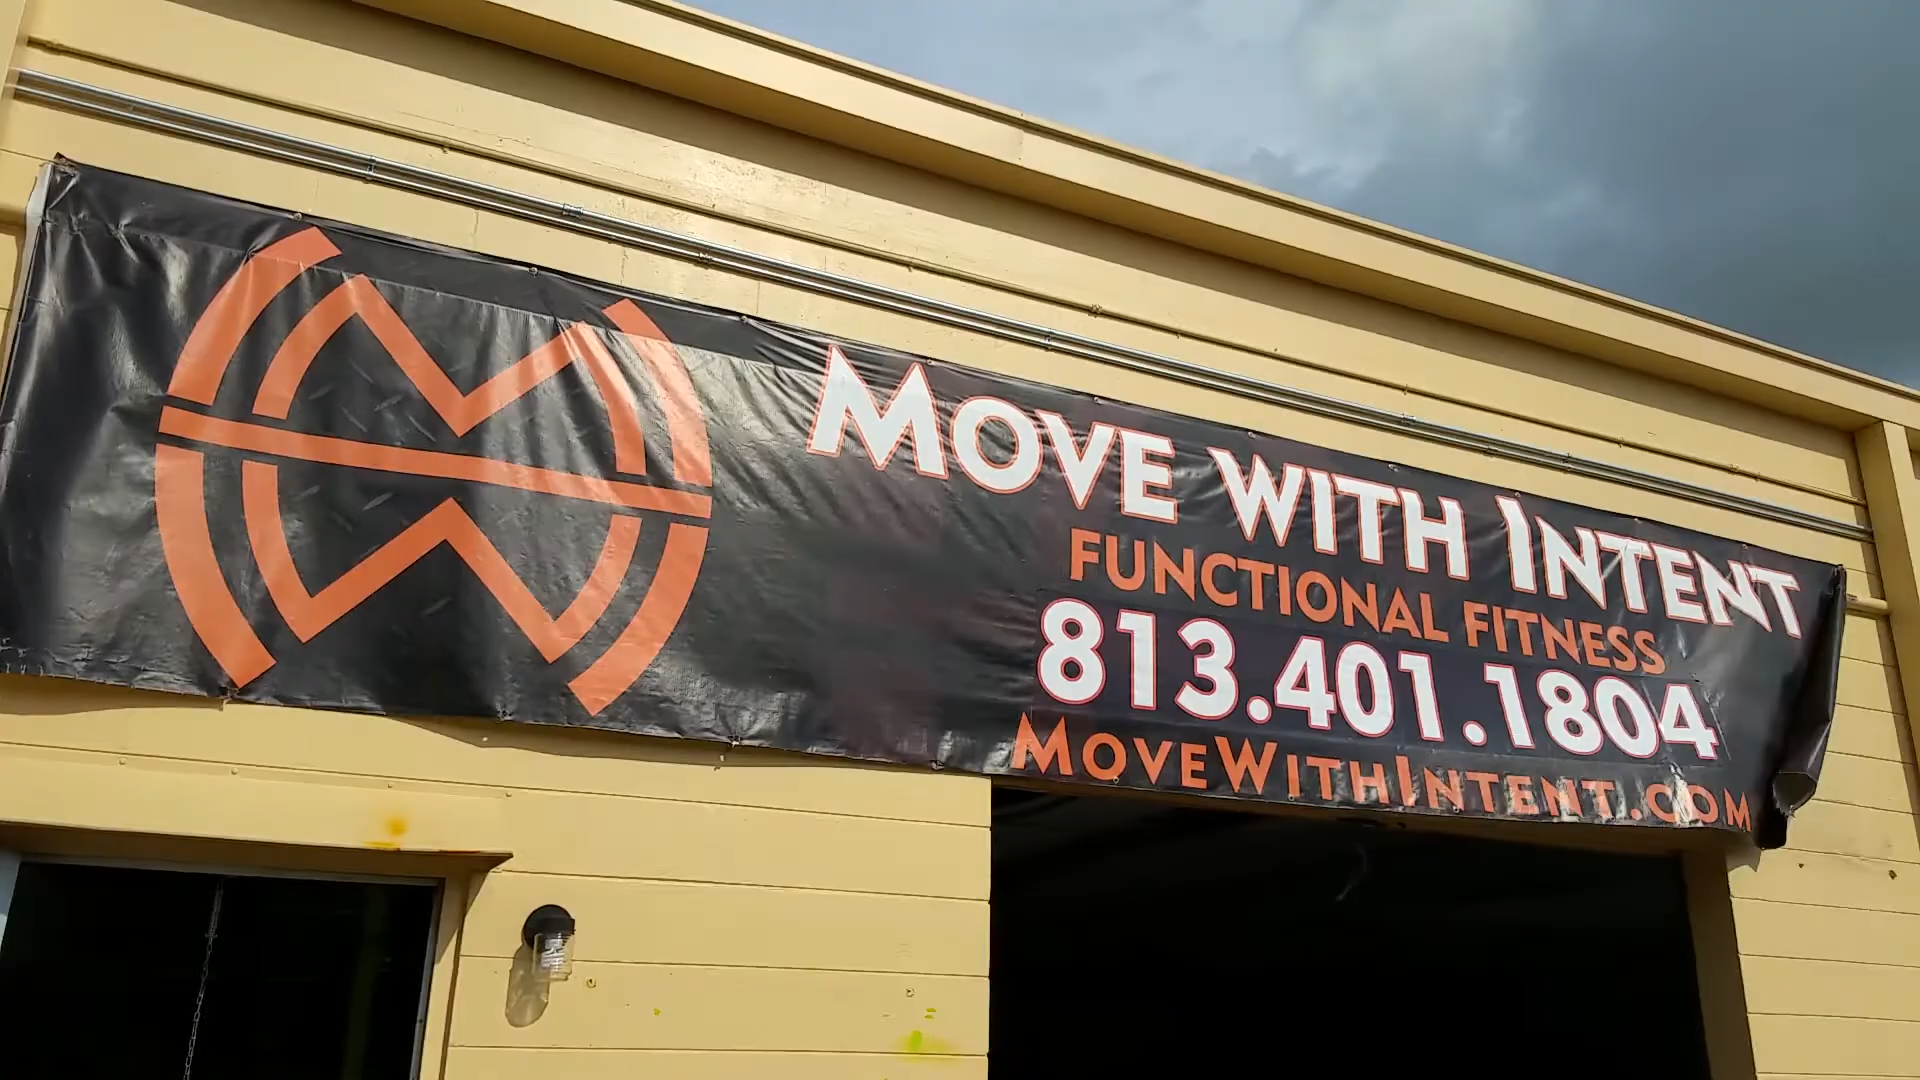 Move with Intent
FUNCTIONAL FITNESS
813.401.1804
MoveWithIntent.com